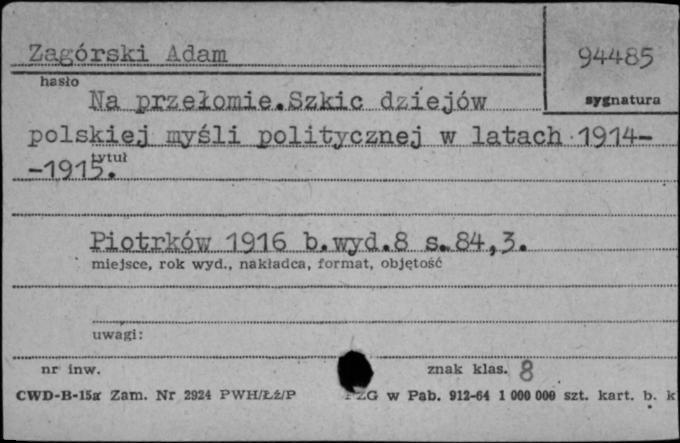 Zagórski Adam
94485
hasło
sygnatura
Na przełomie.Szkic dziejów
polskiej myśli politycznej w latach 1914-
-1915.
tytuł
Piotrków 1916 b.wyd.8 s.84,3.
miejsce, rok wyd., nakładca, format, objętość
uwagi:
nr inw.
znak klas. 8
CWD-B-15a Zam. Nr 2924 PWH/Łż/P
PZG w Pab. 912-64 1 000 000 szt. kart. b. k